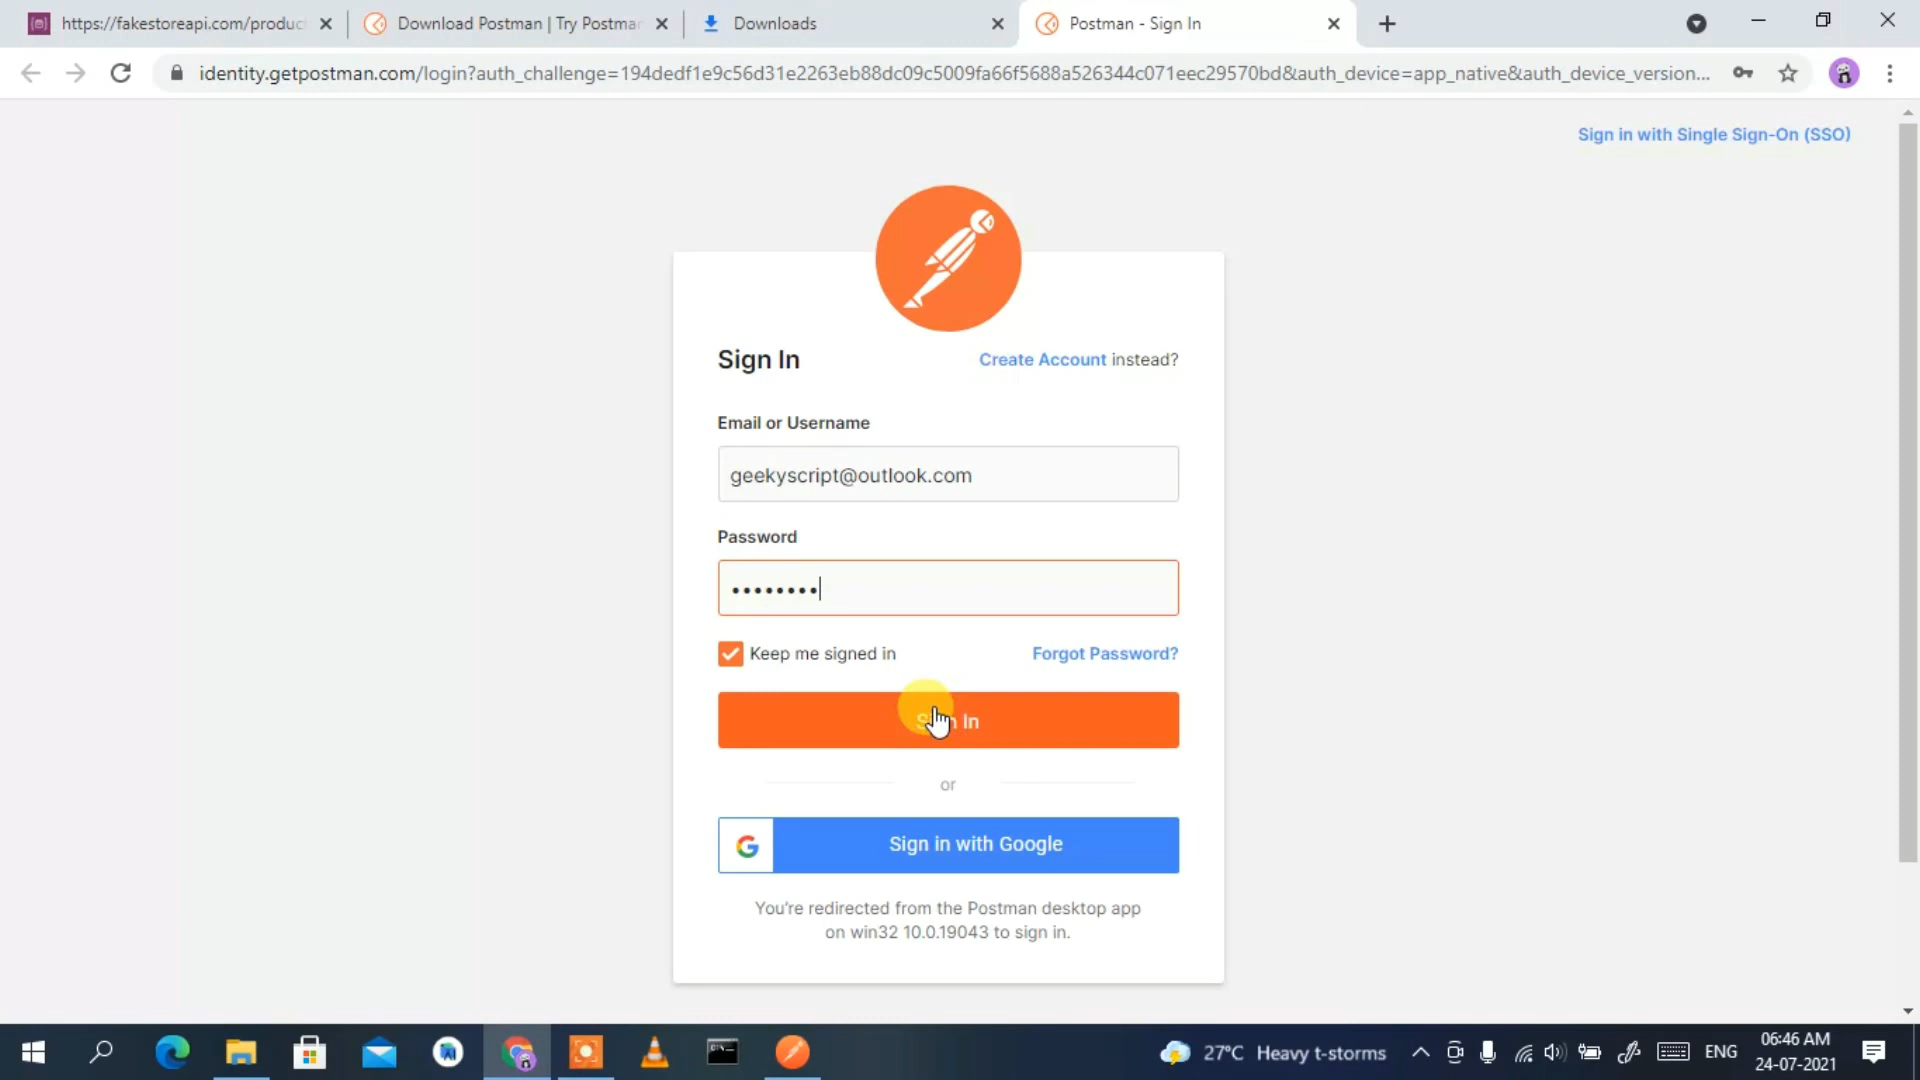 https://fakestoreapi.com/produc
Download Postman | Try Postman
Downloads
Postman - Sign In
identity.getpostman.com/login?auth_challenge=194dedf1e9c56d31e2263eb88dc09c5009fa66f5688a526344c071eec29570bd&auth_device=app_native&auth_device_version...
Sign in with Single Sign-On (SSO)
Sign In
Create Account instead?
Email or Username
geekyscript@outlook.com
Password
Keep me signed in
Forgot Password?
Sign In
or
Sign in with Google
You're redirected from the Postman desktop app
on win32 10.0.19043 to sign in.
27°C Heavy t-storms
ENG
06:46 AM
24-07-2021